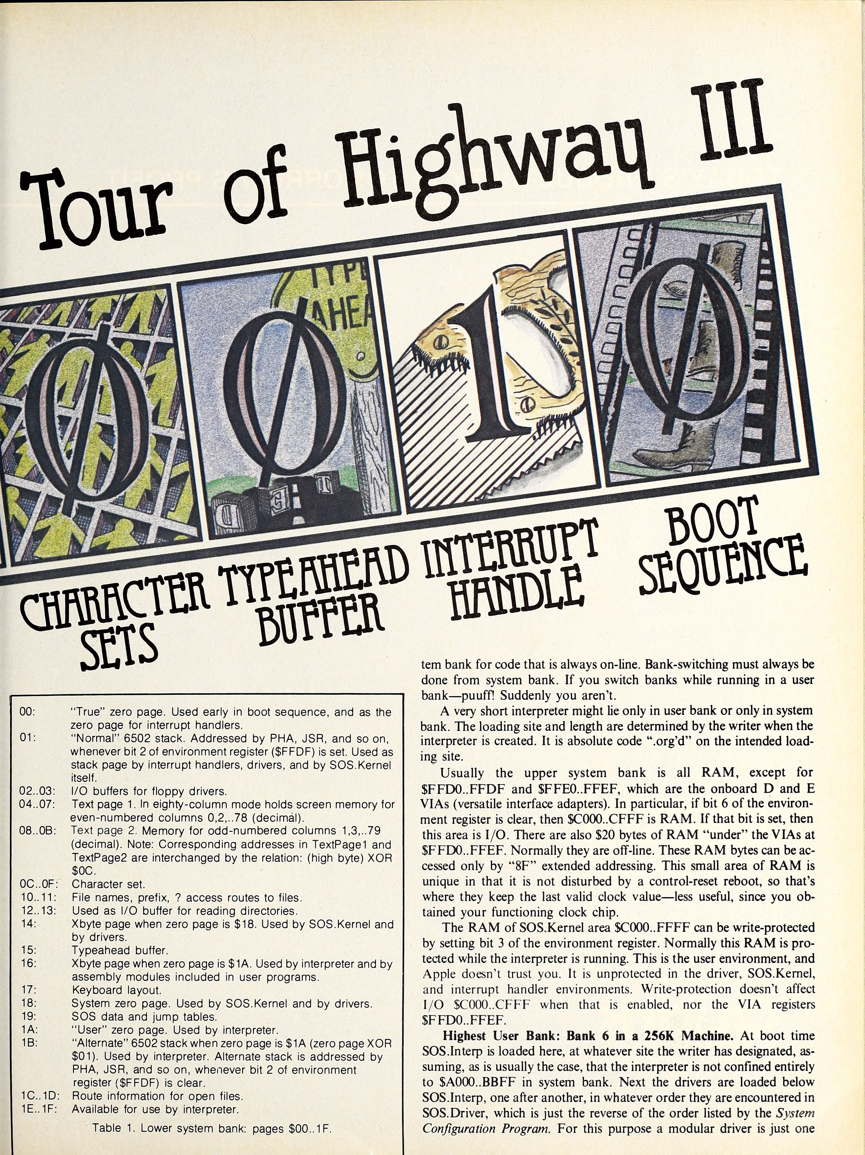 Tour of Highway III
0 0 1 0
TYPE
AHEA
CHARACTER SETS
TYPEAHEAD BUFFER
INTERRUPT HANDLE
BOOT SEQUENCE
00: "True" zero page. Used early in boot sequence, and as the
zero page for interrupt handlers.
01: "Normal" 6502 stack. Addressed by PHA, JSR, and so on,
whenever bit 2 of environment register ($FFDF) is set. Used as
stack page by interrupt handlers, drivers, and by SOS.Kernel
itself.
02..03: I/O buffers for floppy drivers.
04..07: Text page 1. In eighty-column mode holds screen memory for
even-numbered columns 0,2,..78 (decimal).
08..0B: Text page 2. Memory for odd-numbered columns 1,3,..79
(decimal). Note: Corresponding addresses in TextPage1 and
TextPage2 are interchanged by the relation: (high byte) XOR
$0C.
0C..0F: Character set.
10..11: File names, prefix, ? access routes to files.
12..13: Used as I/O buffer for reading directories.
14: Xbyte page when zero page is $18. Used by SOS.Kernel and
by drivers.
15: Typeahead buffer.
16: Xbyte page when zero page is $1A. Used by interpreter and by
assembly modules included in user programs.
17: Keyboard layout.
18: System zero page. Used by SOS.Kernel and by drivers.
19: SOS data and jump tables.
1A: "User" zero page. Used by interpreter.
1B: "Alternate" 6502 stack when zero page is $1A (zero page XOR
$01). Used by interpreter. Alternate stack is addressed by
PHA, JSR, and so on, whenever bit 2 of environment
register ($FFDF) is clear.
1C..1D: Route information for open files.
1E..1F: Available for use by interpreter.
Table 1. Lower system bank: pages $00..1F.
tem bank for code that is always on-line. Bank-switching must always be
done from system bank. If you switch banks while running in a user
bank—puuff! Suddenly you aren't.
A very short interpreter might lie only in user bank or only in system
bank. The loading site and length are determined by the writer when the
interpreter is created. It is absolute code ".org'd" on the intended load-
ing site.
Usually the upper system bank is all RAM, except for
$FFD0..FFDF and $FFE0..FFEF, which are the onboard D and E
VIAs (versatile interface adapters). In particular, if bit 6 of the environ-
ment register is clear, then $C000..CFFF is RAM. If that bit is set, then
this area is I/O. There are also $20 bytes of RAM "under" the VIAs at
$FFD0..FFEF. Normally they are off-line. These RAM bytes can be ac-
cessed only by "8F" extended addressing. This small area of RAM is
unique in that it is not disturbed by a control-reset reboot, so that's
where they keep the last valid clock value—less useful, since you ob-
tained your functioning clock chip.
The RAM of SOS.Kernel area $C000..FFFF can be write-protected
by setting bit 3 of the environment register. Normally this RAM is pro-
tected while the interpreter is running. This is the user environment, and
Apple doesn't trust you. It is unprotected in the driver, SOS.Kernel,
and interrupt handler environments. Write-protection doesn't affect
I/O $C000..CFFF when that is enabled, nor the VIA registers
$FFD0..FFEF.
Highest User Bank: Bank 6 in a 256K Machine. At boot time
SOS.Interp is loaded here, at whatever site the writer has designated, as-
suming, as is usually the case, that the interpreter is not confined entirely
to $A000..BBFF in system bank. Next the drivers are loaded below
SOS.Interp, one after another, in whatever order they are encountered in
SOS.Driver, which is just the reverse of the order listed by the System
Configuration Program. For this purpose a modular driver is just one